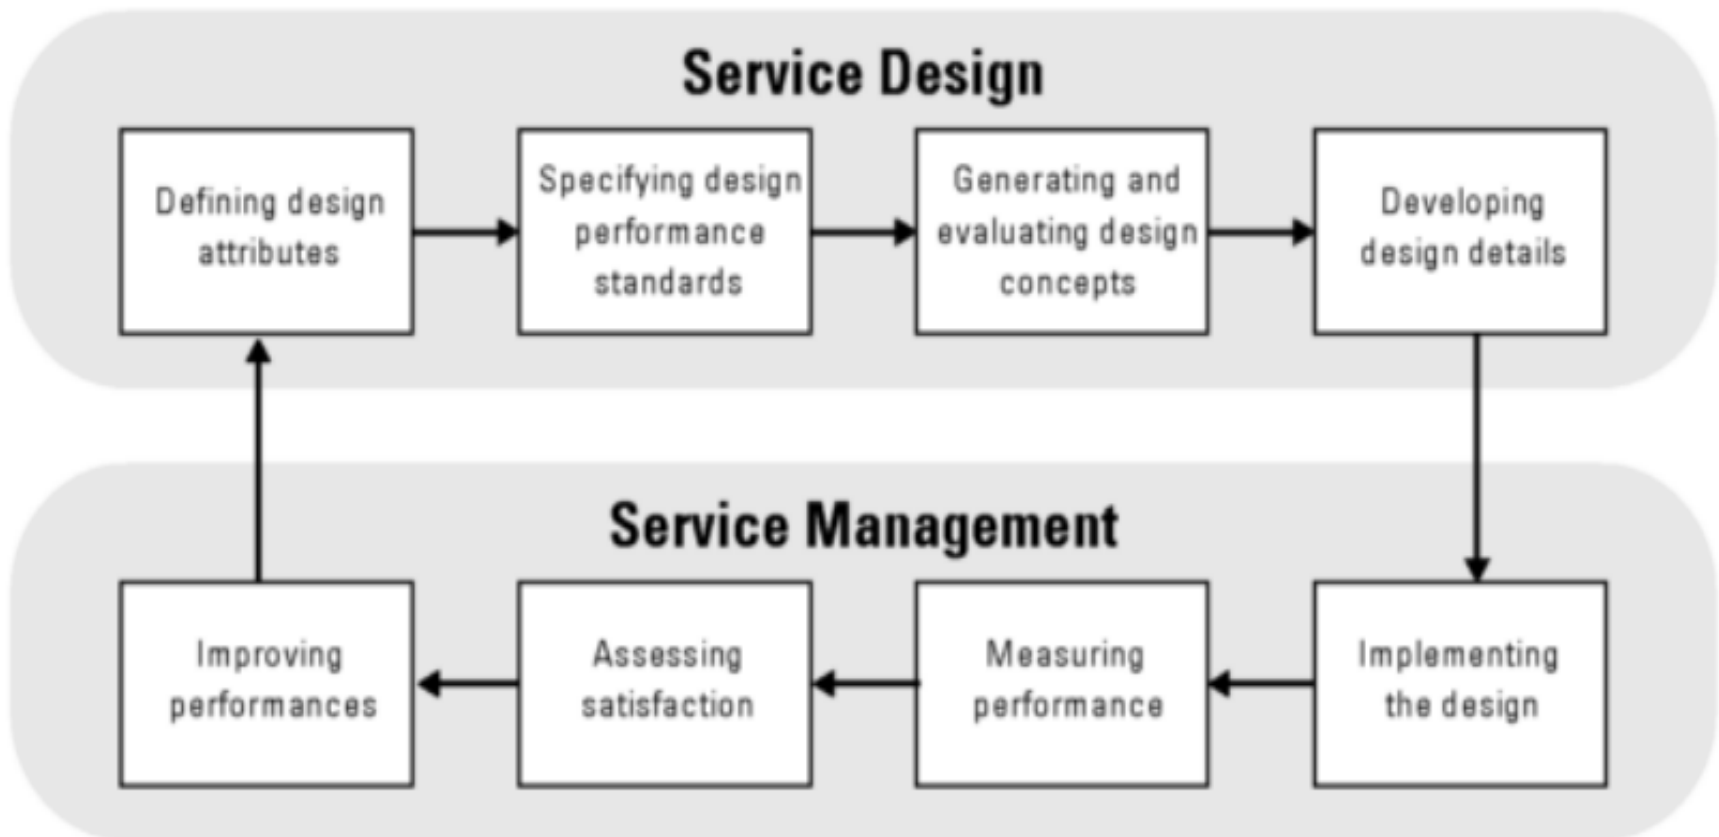 Service Design
Defining design
attributes
Specifying design
performance
standards
Generating and
evaluating design
concepts
Developing
design details
Service Management
Improving
performances
Assessing
satisfaction
Measuring
performance
Implementing
the design